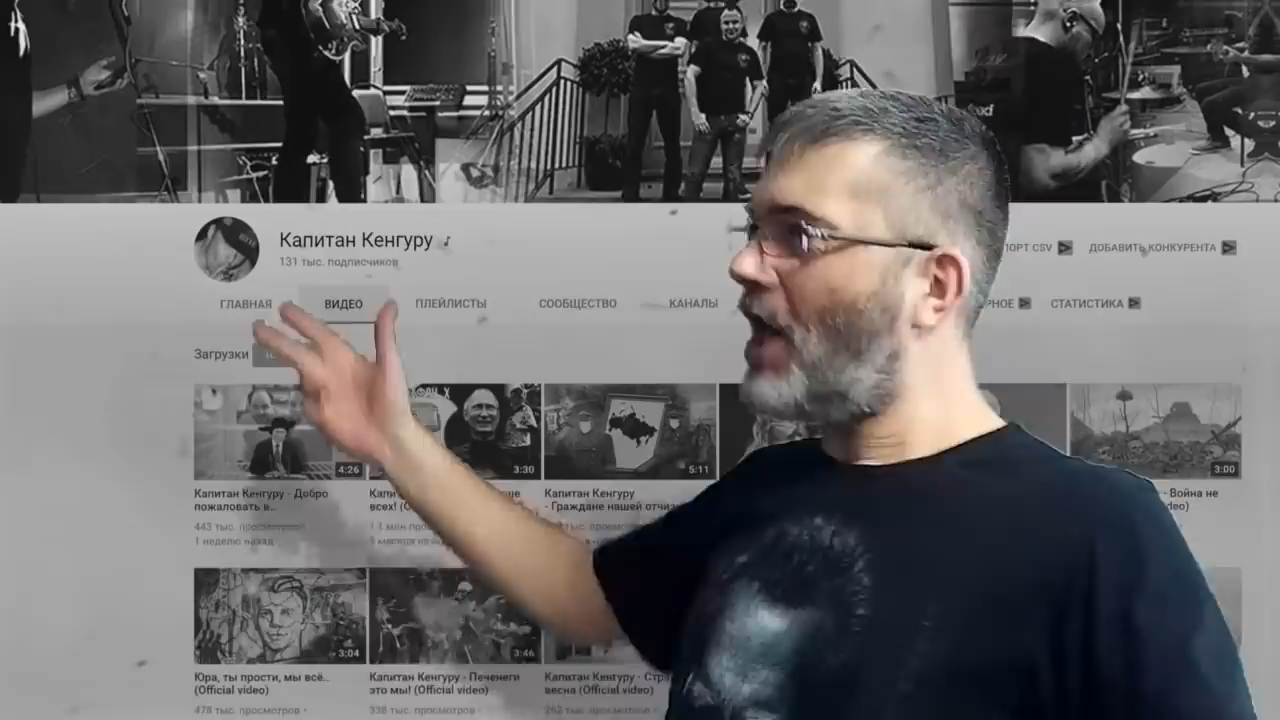 Капитан Кенгуру
131 тыс. подписчиков
CSV
ДОБАВИТЬ КОНКУРЕНТА
ГЛАВНАЯ
ВИДЕО
ПЛЕЙЛИСТЫ
СООБЩЕСТВО
КАНАЛЫ
СТАТИСТИКА
Загрузки
4:26
3:30
5:11
3:00
Капитан Кенгуру - Добро
пожаловать в..
443 тыс. просмотров
1 неделю назад
всех!
Капитан Кенгуру
- Граждане нашей
- Война не
3:04
3:46
Юра, ты прости, мы всё..
(Official video)
478 тыс. просмотров •
Капитан Кенгуру - Печенеги
это мы! (Official video)
338 тыс. просмотров •
Капитан Кенгуру -
весна (Official video)
262 тыс. просмотров